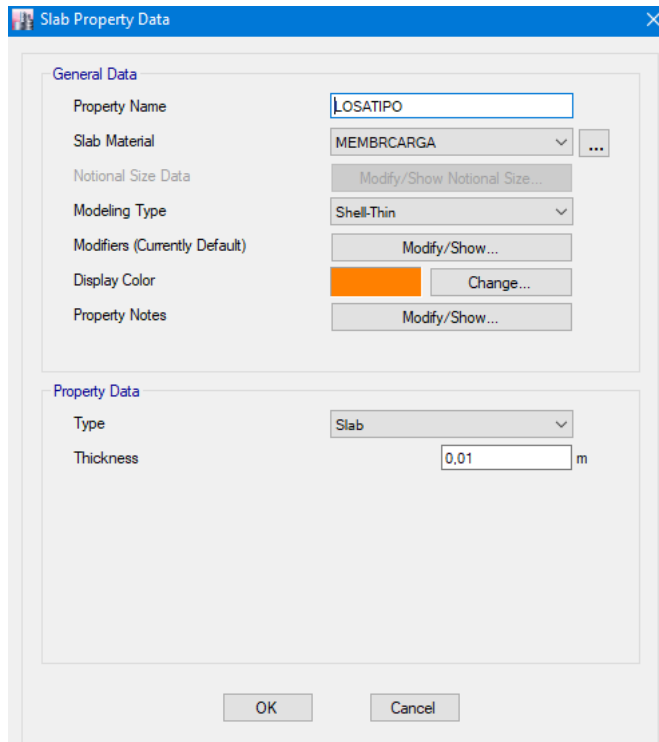 Slab Property Data
General Data
Property Name LOSATIPO
Slab Material MEMBRCARGA ...
Notional Size Data Modify/Show Notional Size...
Modeling Type Shell-Thin
Modifiers (Currently Default) Modify/Show...
Display Color Change...
Property Notes Modify/Show...
Property Data
Type Slab
Thickness 0,01 m
OK Cancel